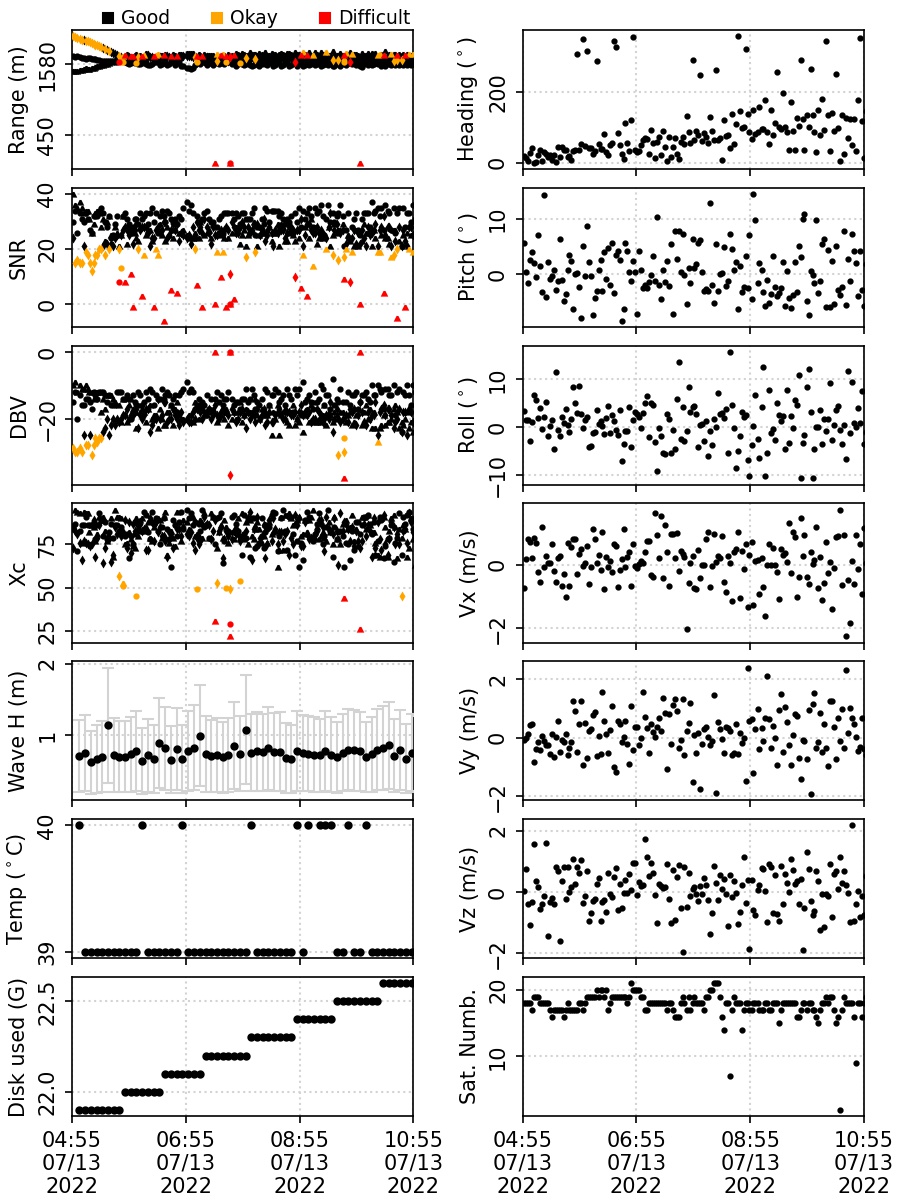 Good Okay Difficult
Range (m)
1580
450
Heading (°)
200
0
SNR
40
20
0
Pitch (°)
10
0
DBV
0
−20
Roll (°)
10
0
−10
Xc
75
50
25
Vx (m/s)
0
−2
Wave H (m)
2
1
Vy (m/s)
2
0
−2
Temp (°C)
40
39
Vz (m/s)
2
0
−2
Disk used (G)
22.5
22.0
Sat. Numb.
20
10
04:55 06:55 08:55 10:55 04:55 06:55 08:55 10:55
07/13 07/13 07/13 07/13 07/13 07/13 07/13 07/13
2022 2022 2022 2022 2022 2022 2022 2022